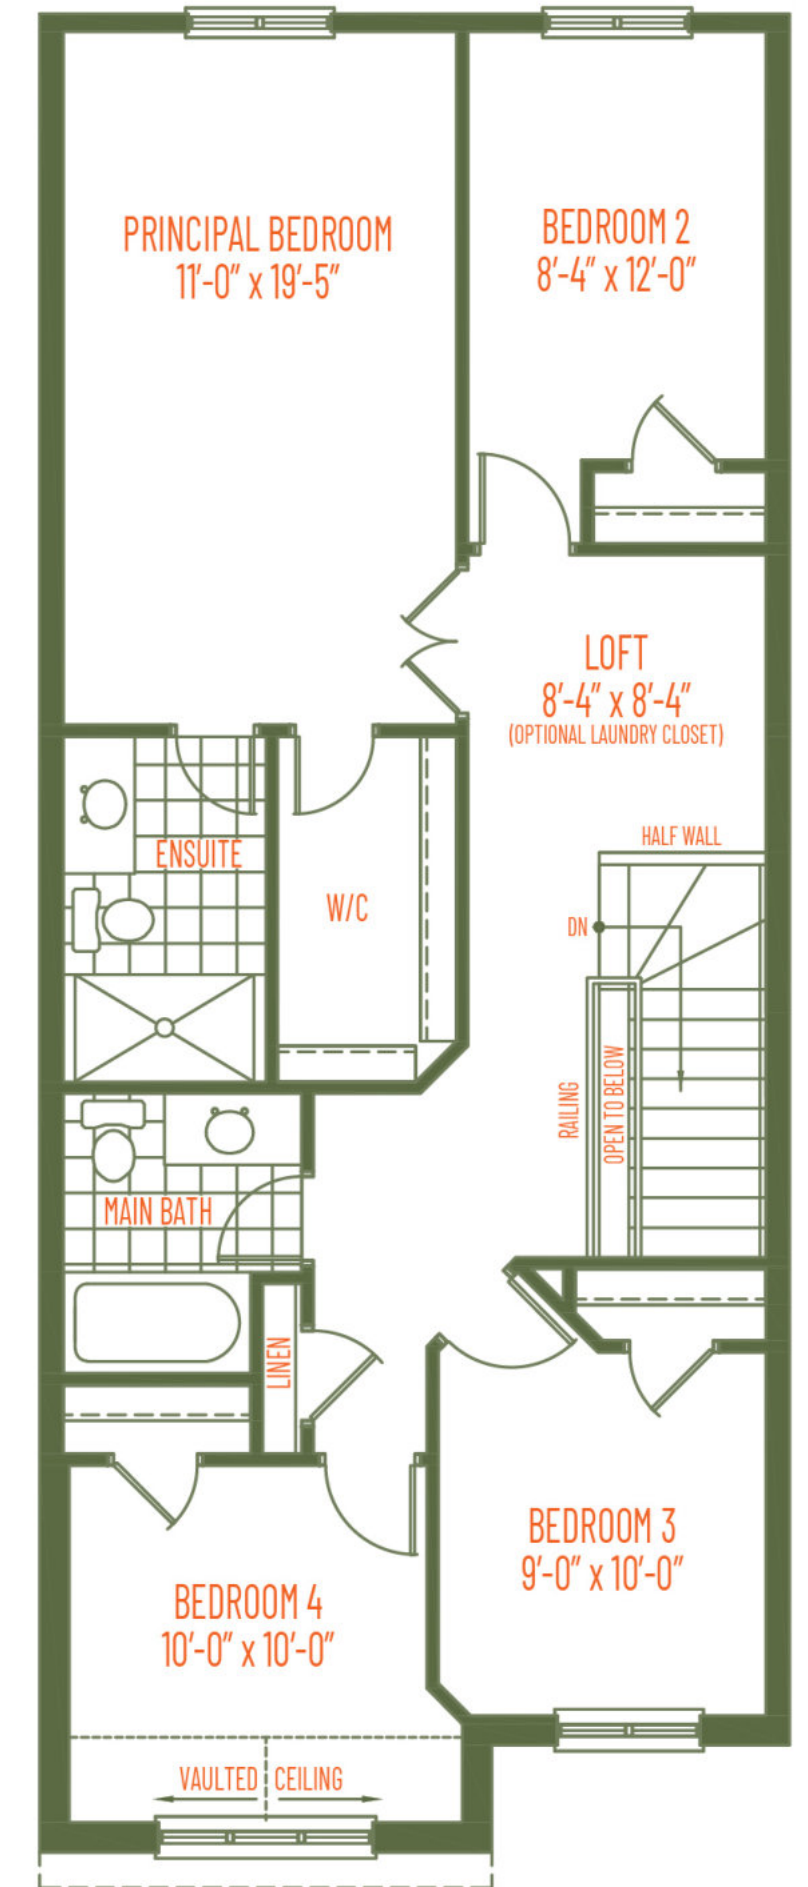 PRINCIPAL BEDROOM
11'-0" x 19'-5"
BEDROOM 2
8'-4" x 12'-0"
LOFT
8'-4" x 8'-4"
(OPTIONAL LAUNDRY CLOSET)
HALF WALL
ENSUITE
W/C
DN
RAILING
OPEN TO BELOW
MAIN BATH
LINEN
BEDROOM 3
9'-0" x 10'-0"
BEDROOM 4
10'-0" x 10'-0"
VAULTED CEILING